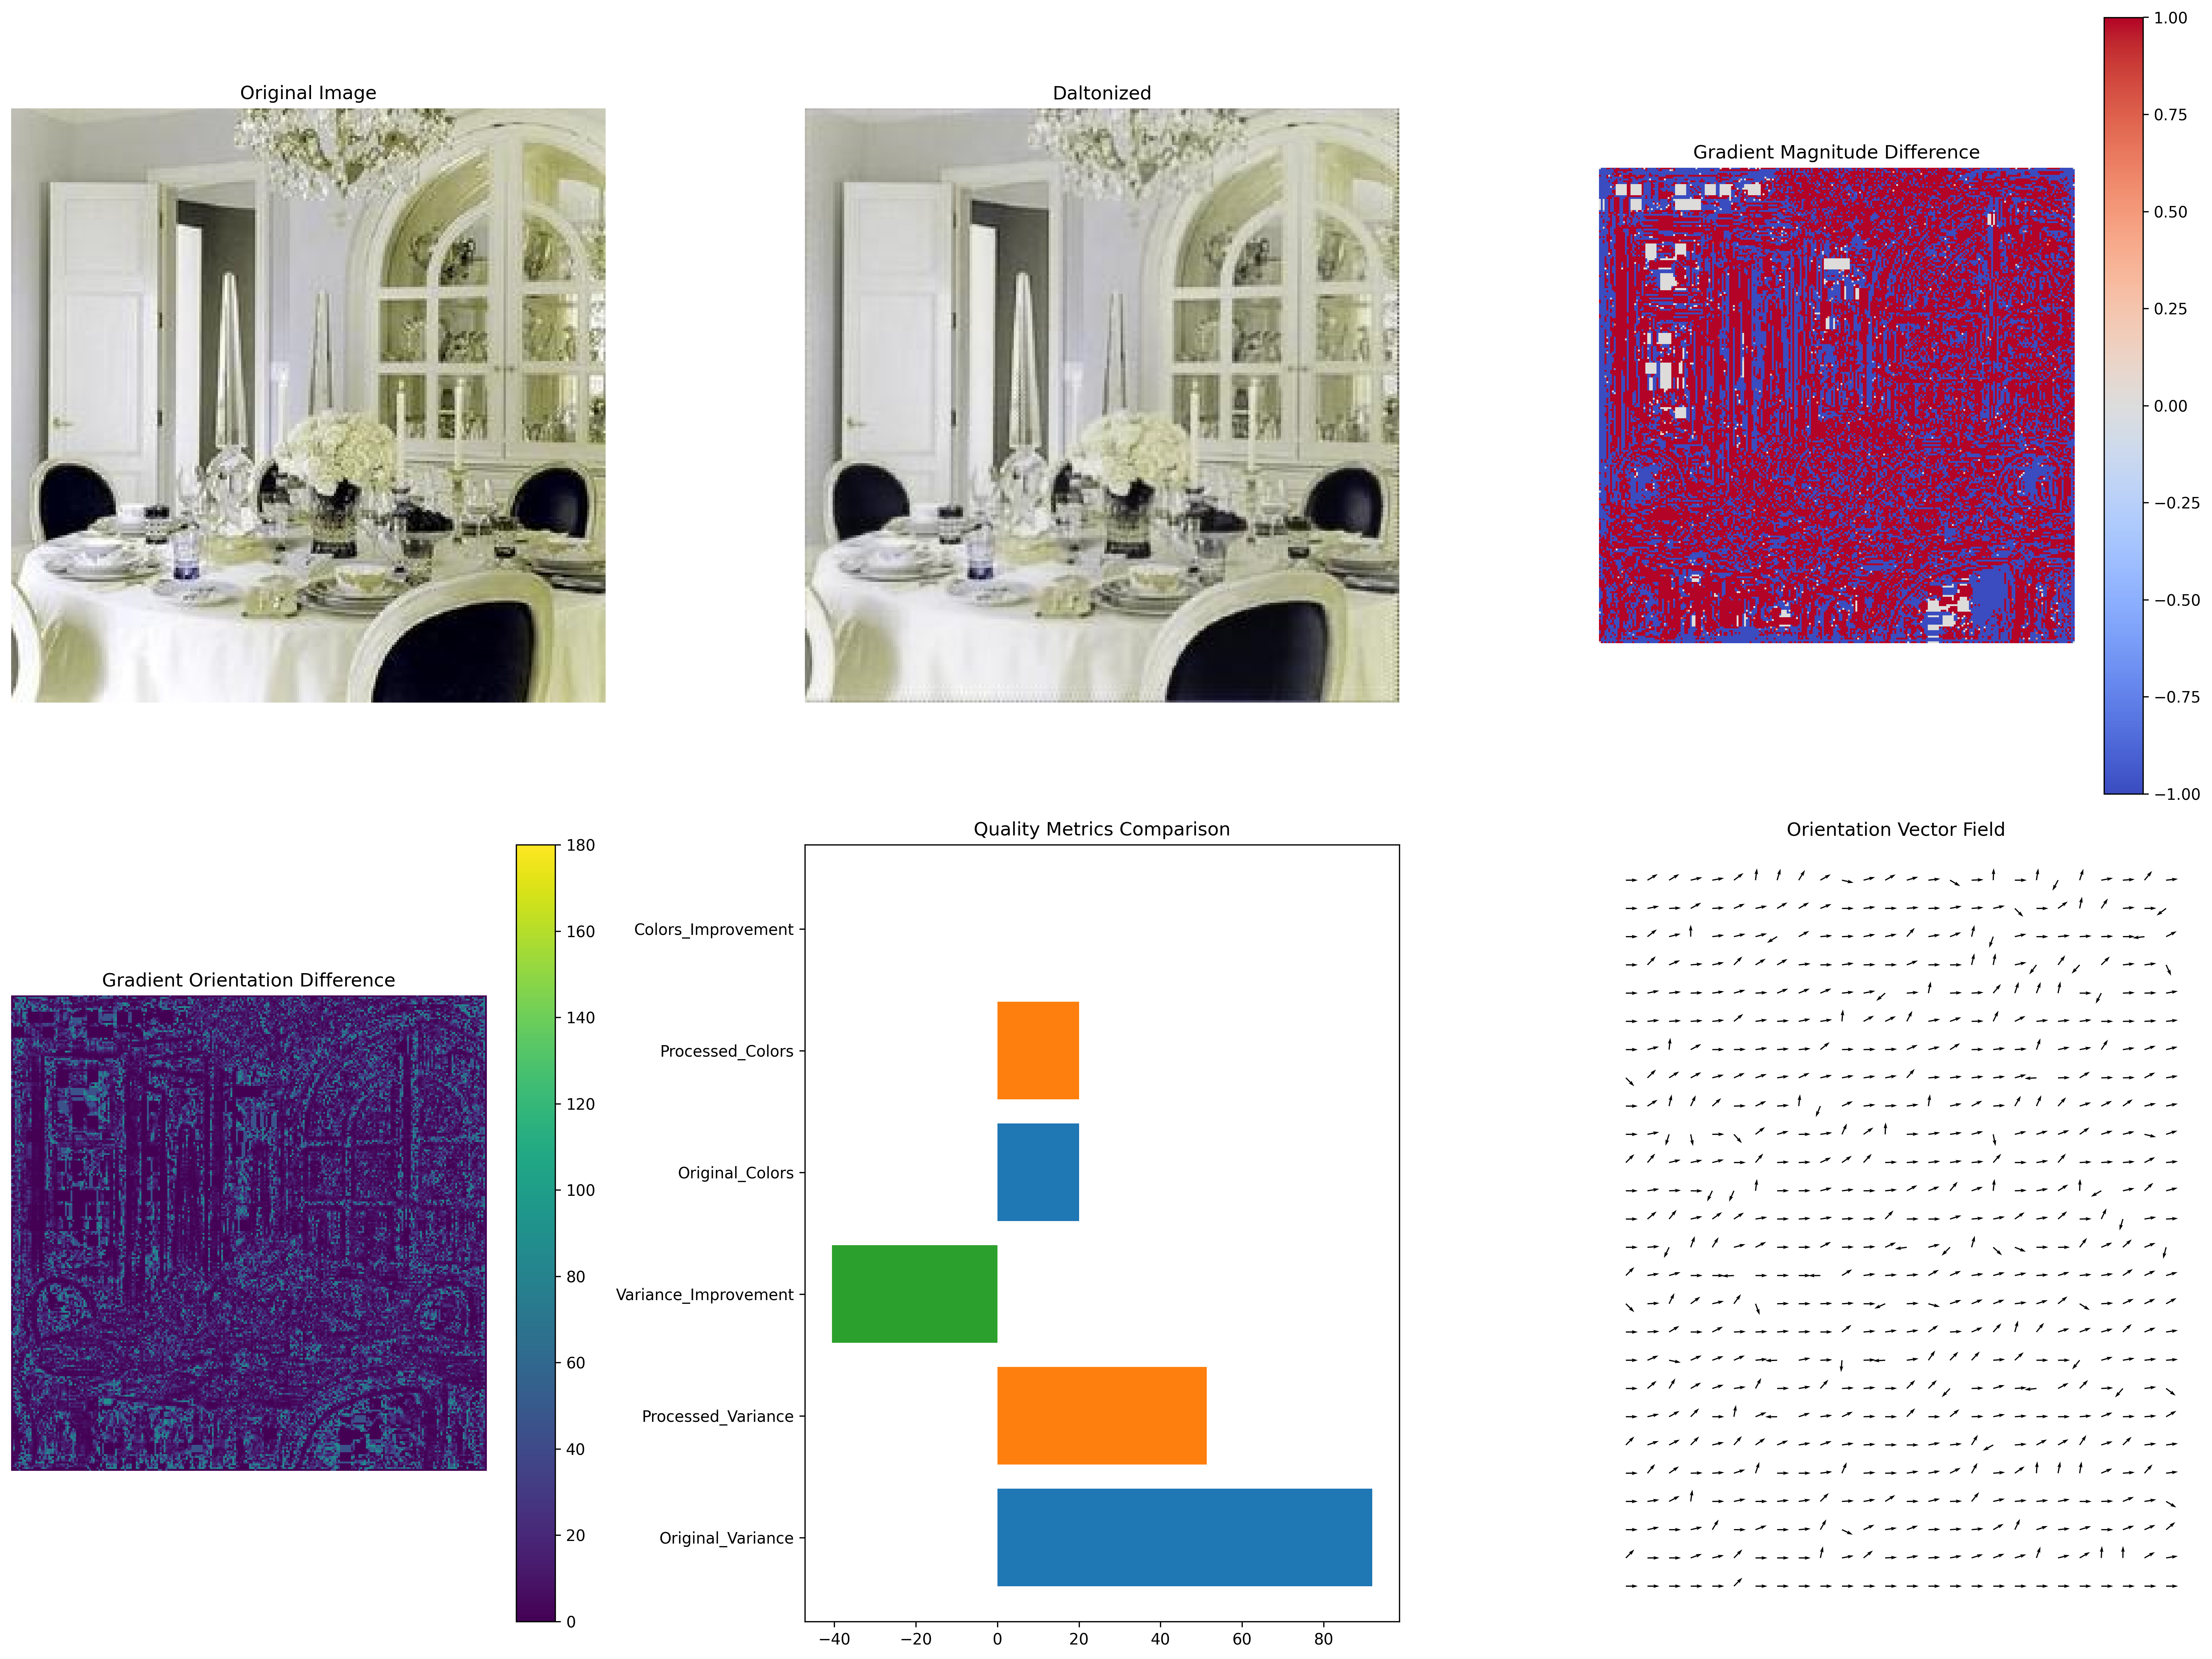 Original Image
Daltonized
Gradient Magnitude Difference
1.00
0.75
0.50
0.25
0.00
−0.25
−0.50
−0.75
−1.00
Gradient Orientation Difference
180
160
140
120
100
80
60
40
20
0
Quality Metrics Comparison
Colors_Improvement
Processed_Colors
Original_Colors
Variance_Improvement
Processed_Variance
Original_Variance
−40 −20 0 20 40 60 80
Orientation Vector Field